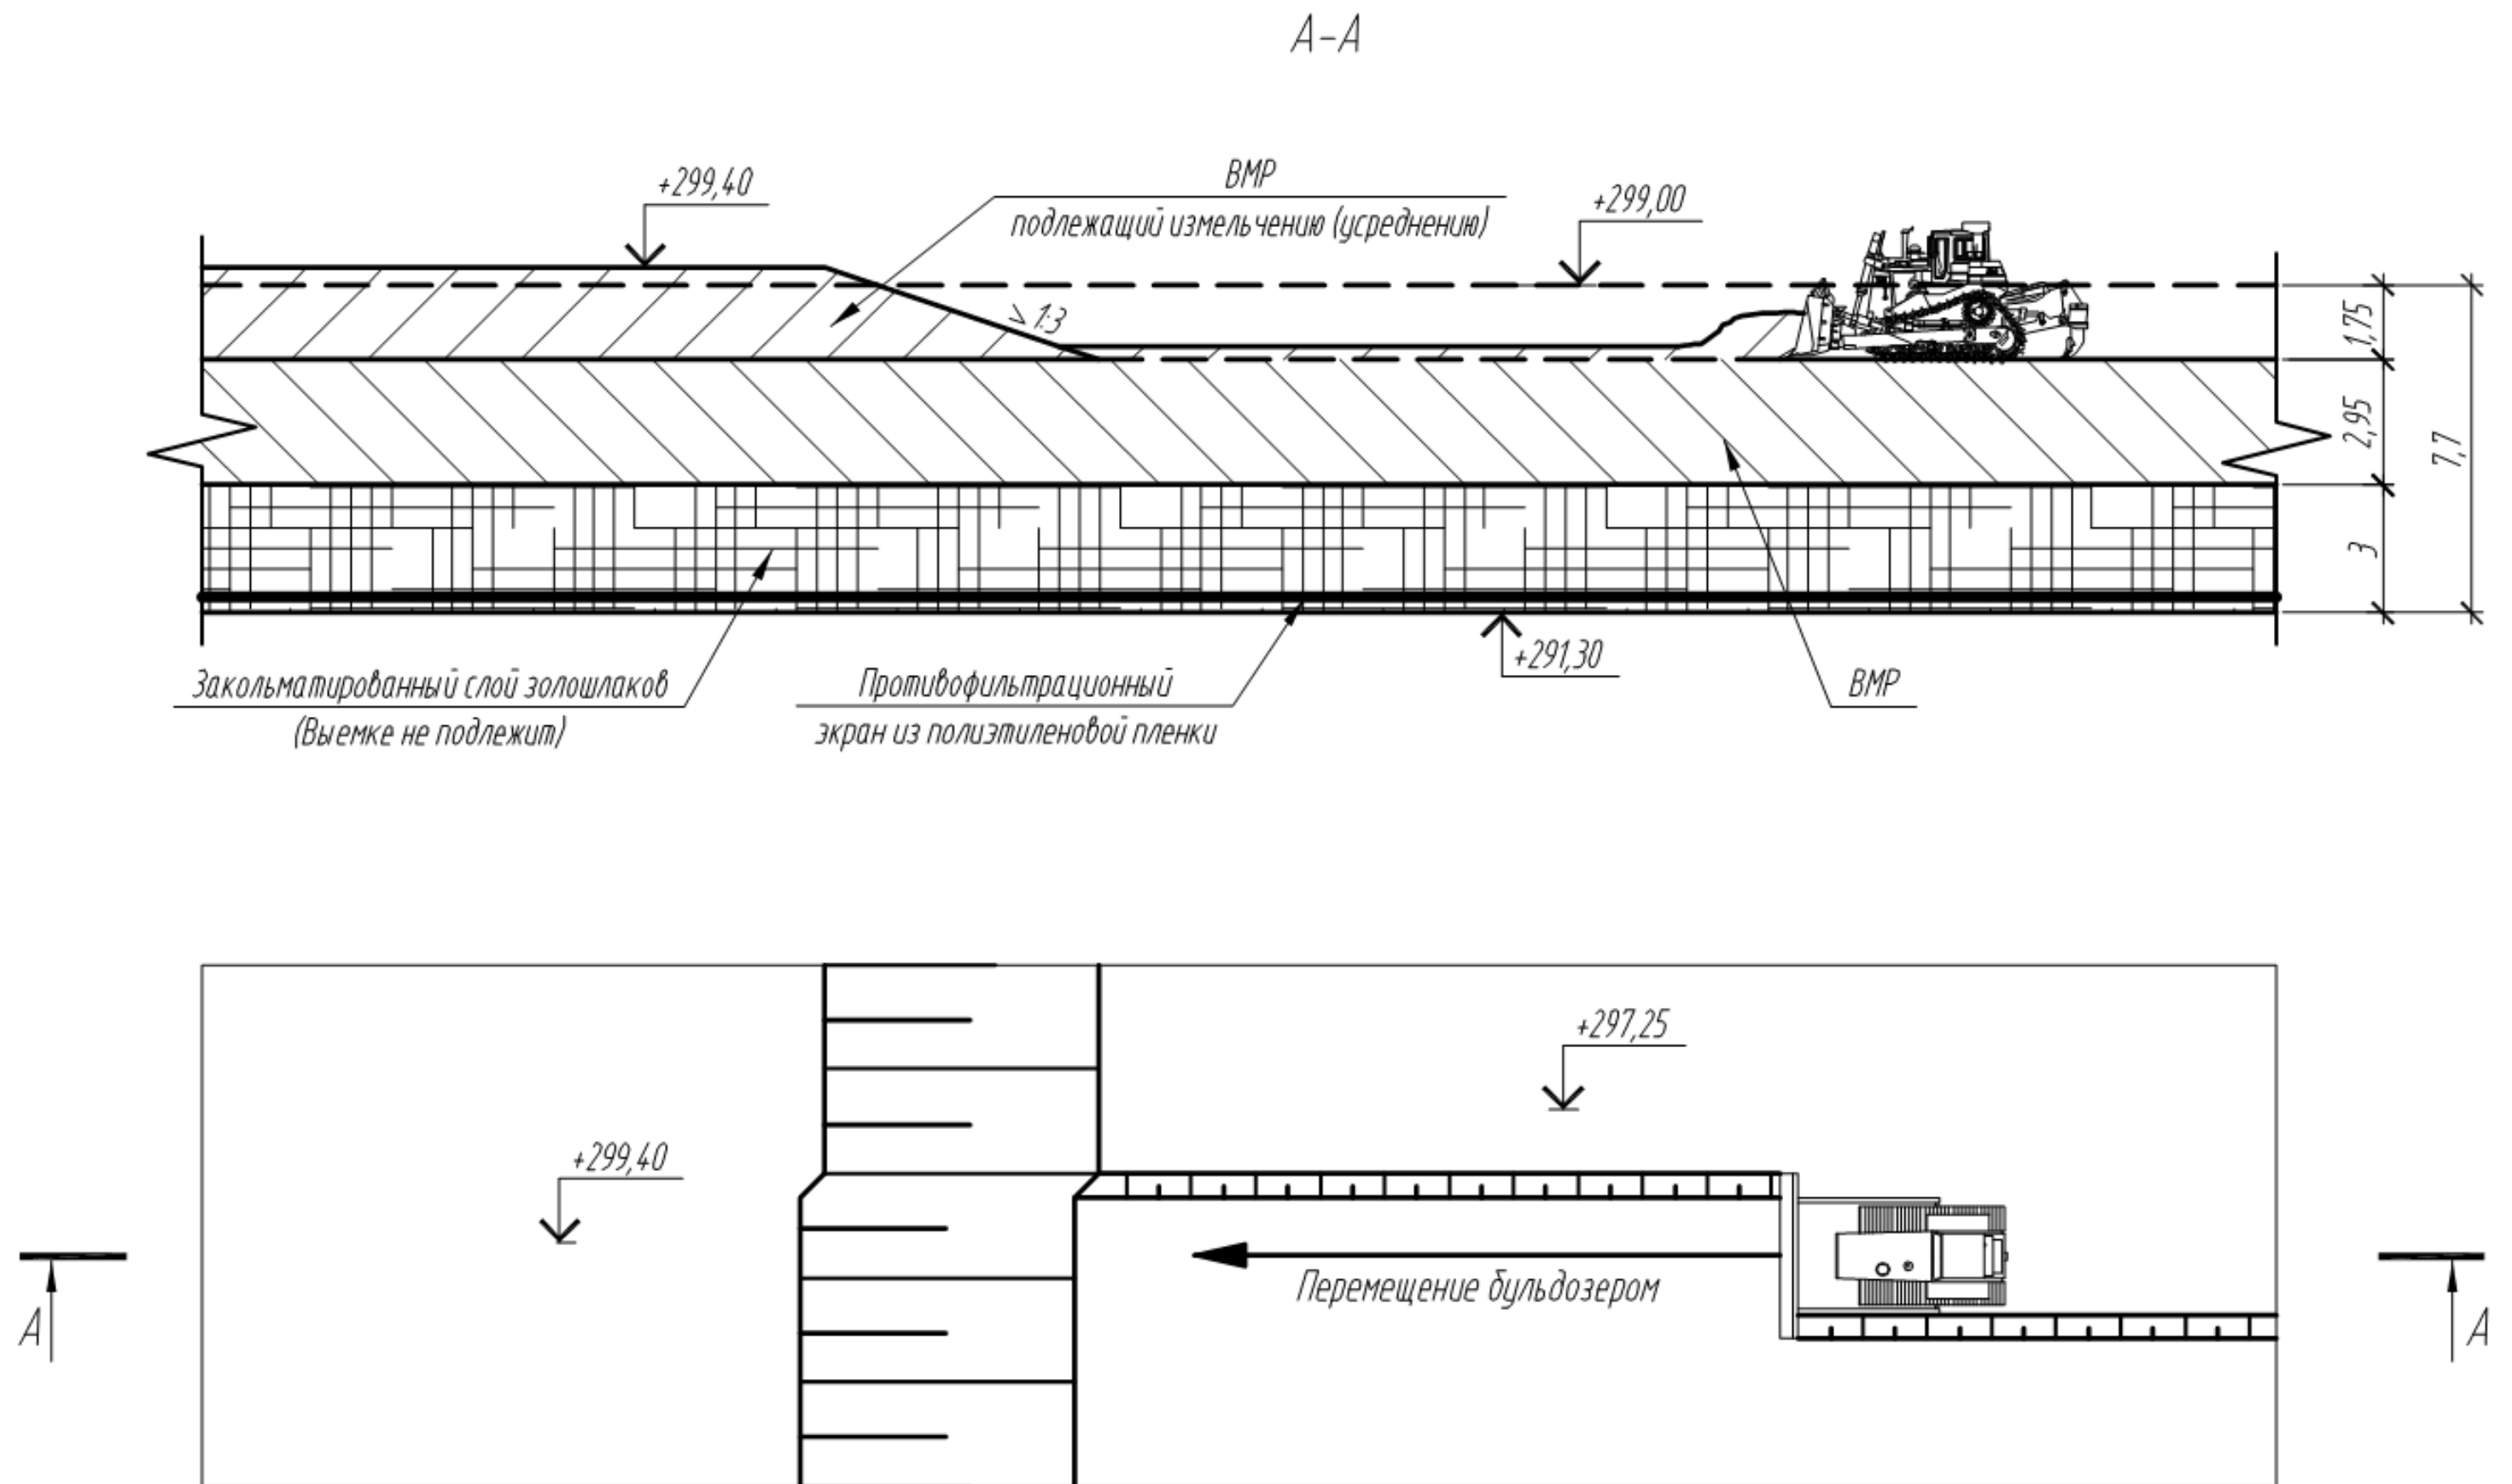 А-А
+299,40
ВМР
подлежащий измельчению (усреднению)
+299,00
> 1:3
1,75
2,95
7,7
3
+291,30
Закольматированный слой золошлаков
(Выемке не подлежит)
Противофильтрационный
экран из полиэтиленовой пленки
ВМР
+297,25
+299,40
Перемещение бульдозером
А
А